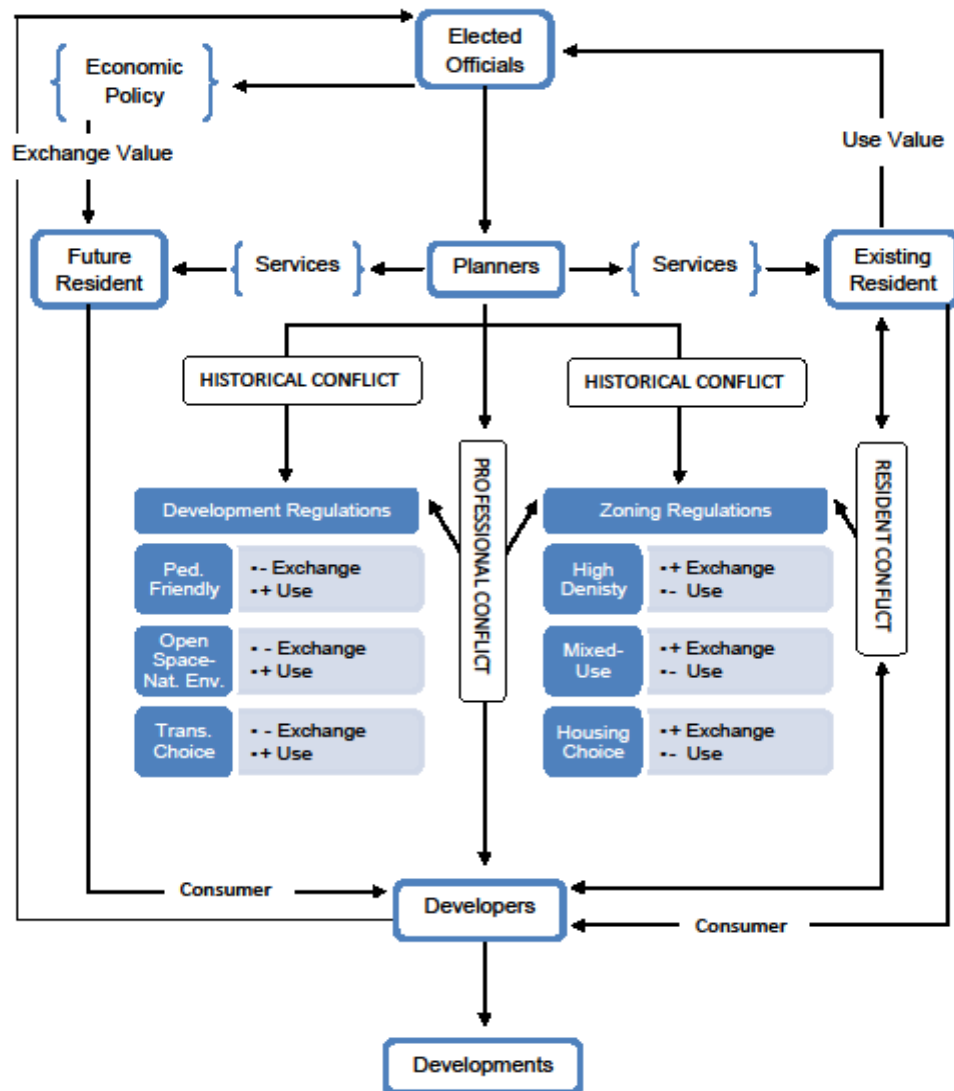 Elected
Officials
Economic
Policy
Exchange Value
Use Value
Future
Resident
Services
Planners
Services
Existing
Resident
HISTORICAL CONFLICT
HISTORICAL CONFLICT
PROFESSIONAL CONFLICT
RESIDENT CONFLICT
Development Regulations
Ped.
Friendly
▪- Exchange
▪+ Use
Open
Space-
Nat. Env.
▪ - Exchange
▪+ Use
Trans.
Choice
▪ - Exchange
▪+ Use
Zoning Regulations
High
Denisty
▪+ Exchange
▪- Use
Mixed-
Use
▪+ Exchange
▪- Use
Housing
Choice
▪+ Exchange
▪- Use
Consumer
Developers
Consumer
Developments